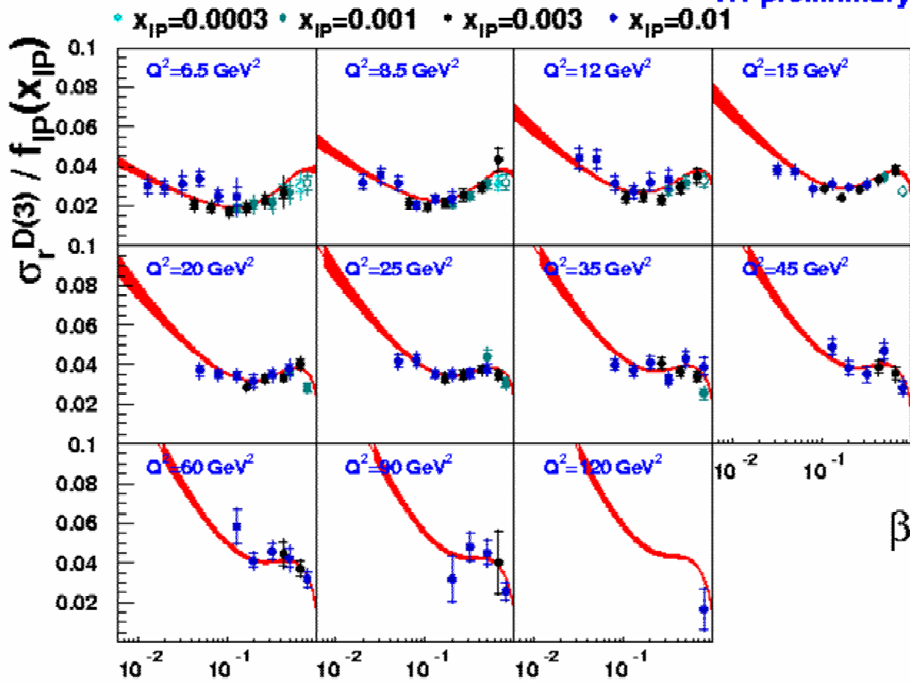 x_IP=0.0003 x_IP=0.001 x_IP=0.003 x_IP=0.01
preliminary
σ_r^D(3) / f_IP(x_IP)
0.1
0.08
0.06
0.04
0.02
Q²=6.5 GeV² Q²=8.5 GeV² Q²=12 GeV² Q²=15 GeV²
0.1
0.08
0.06
0.04
0.02
Q²=20 GeV² Q²=25 GeV² Q²=35 GeV² Q²=45 GeV²
10⁻² 10⁻¹
0.1
0.08
0.06
0.04
0.02
Q²=60 GeV² Q²=90 GeV² Q²=120 GeV²
β
10⁻² 10⁻¹ 10⁻² 10⁻¹ 10⁻² 10⁻¹